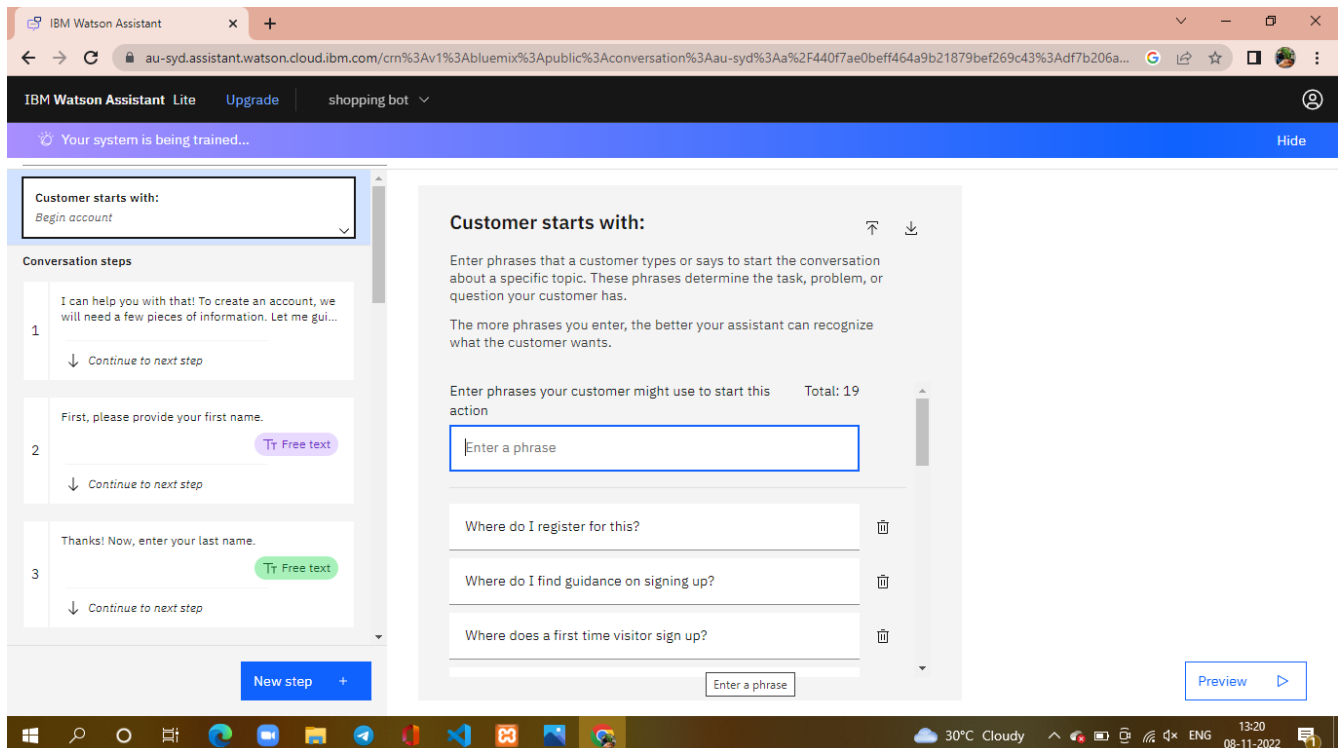 IBM Watson Assistant
au-syd.assistant.watson.cloud.ibm.com/crn%3Av1%3Abluemix%3Apublic%3Aconversation%3Aau-syd%3Aa%2F440f7ae0beff464a9b21879bef269c43%3Adf7b206a...
IBM Watson Assistant Lite Upgrade shopping bot
Your system is being trained... Hide
Customer starts with:
Begin account
Conversation steps
1
I can help you with that! To create an account, we
will need a few pieces of information. Let me gui...
Continue to next step
2
First, please provide your first name.
Free text
Continue to next step
3
Thanks! Now, enter your last name.
Free text
Continue to next step
New step +
Customer starts with:
Enter phrases that a customer types or says to start the conversation
about a specific topic. These phrases determine the task, problem, or
question your customer has.
The more phrases you enter, the better your assistant can recognize
what the customer wants.
Enter phrases your customer might use to start this Total: 19
action
Enter a phrase
Where do I register for this?
Where do I find guidance on signing up?
Where does a first time visitor sign up?
Enter a phrase
Preview
30°C Cloudy ENG 13:20
08-11-2022